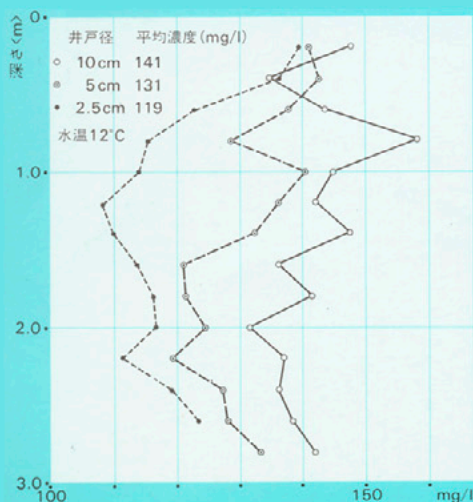 0
深さ〈m〉
井戸径 平均濃度(mg/l)
○ 10cm 141
◎ 5cm 131
• 2.5cm 119
水温12℃
1.0
2.0
3.0
100 150 mg/l